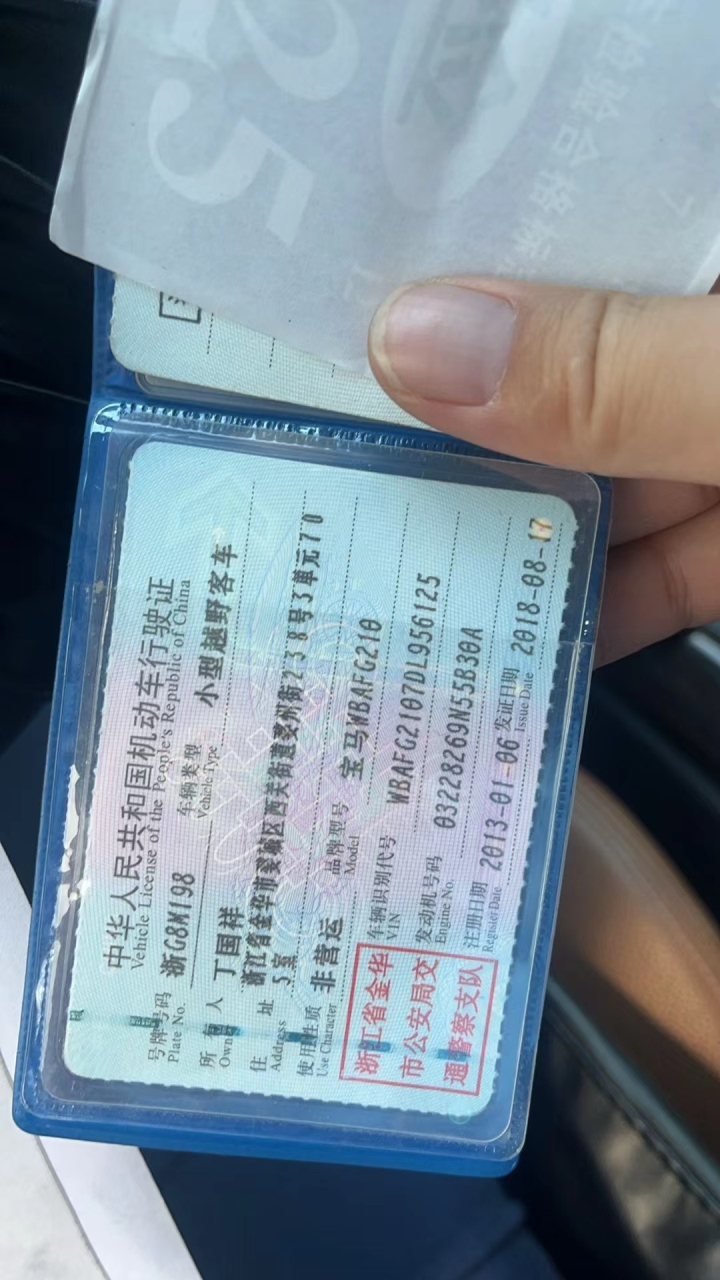 25
检验合格标
中华人民共和国机动车行驶证
Vehicle License of the People's Republic of China
号牌号码 浙G8M198 车辆类型 小型越野客车
Plate No. Vehicle Type
所有人 丁国祥
Owner
住址 浙江省金华市婺城区西关街道婺州街238号3单元70
5室
Address
使用性质 非营运 品牌型号 宝马WBAFG210
Use Character Model
车辆识别代号 WBAFG2107DL956125
VIN
发动机号码 03228269N55B30A
Engine No.
注册日期 2013-01-06 发证日期 2018-08-17
Register Date Issue Date
浙江省金华
市公安局交
通警察支队